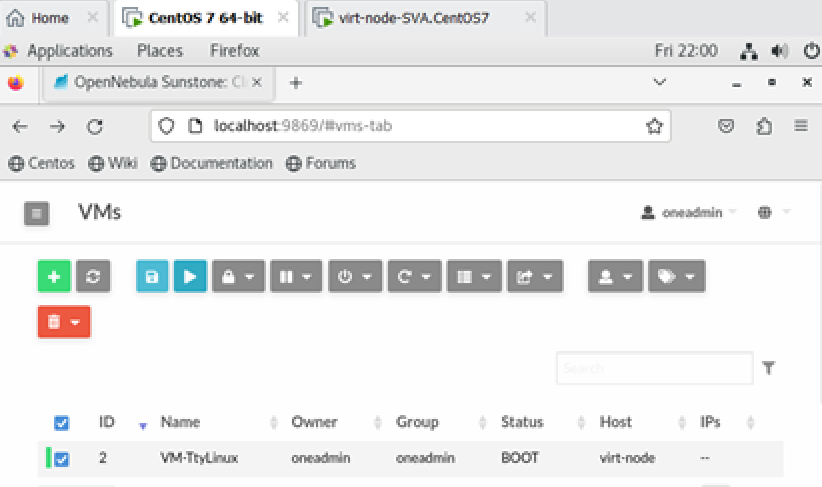 Home CentOS 7 64-bit virt-node-SVA.CentOS7
Applications Places Firefox Fri 22:00
OpenNebula Sunstone: Cl
localhost:9869/#vms-tab
Centos Wiki Documentation Forums
VMs oneadmin
Search
ID Name Owner Group Status Host IPs
2 VM-TtyLinux oneadmin oneadmin BOOT virt-node --